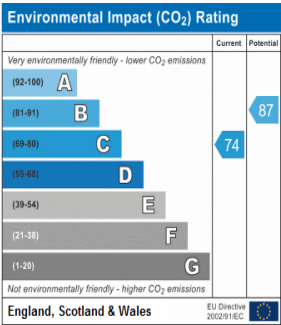 Environmental Impact (CO2) Rating
Current Potential
Very environmentally friendly - lower CO2 emissions
(92-100) A
(81-91) B 87
(69-80) C 74
(55-68) D
(39-54) E
(21-38) F
(1-20) G
Not environmentally friendly - higher CO2 emissions
England, Scotland & Wales
EU Directive
2002/91/EC